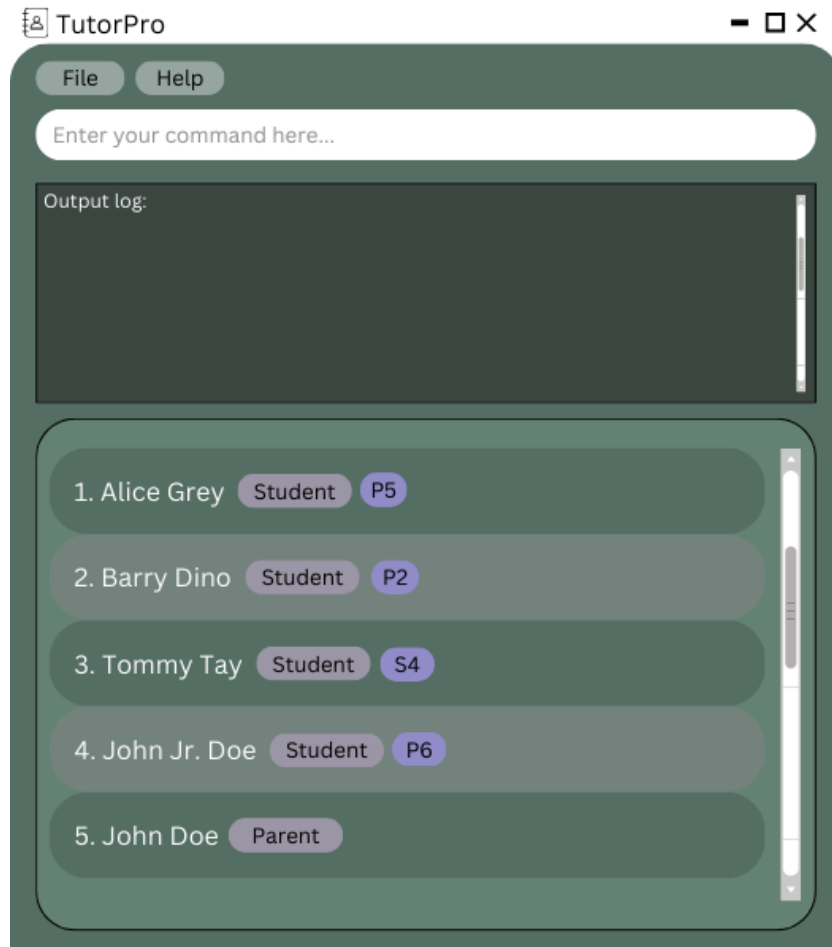 TutorPro
File Help
Enter your command here...
Output log:
1. Alice Grey Student P5
2. Barry Dino Student P2
3. Tommy Tay Student S4
4. John Jr. Doe Student P6
5. John Doe Parent